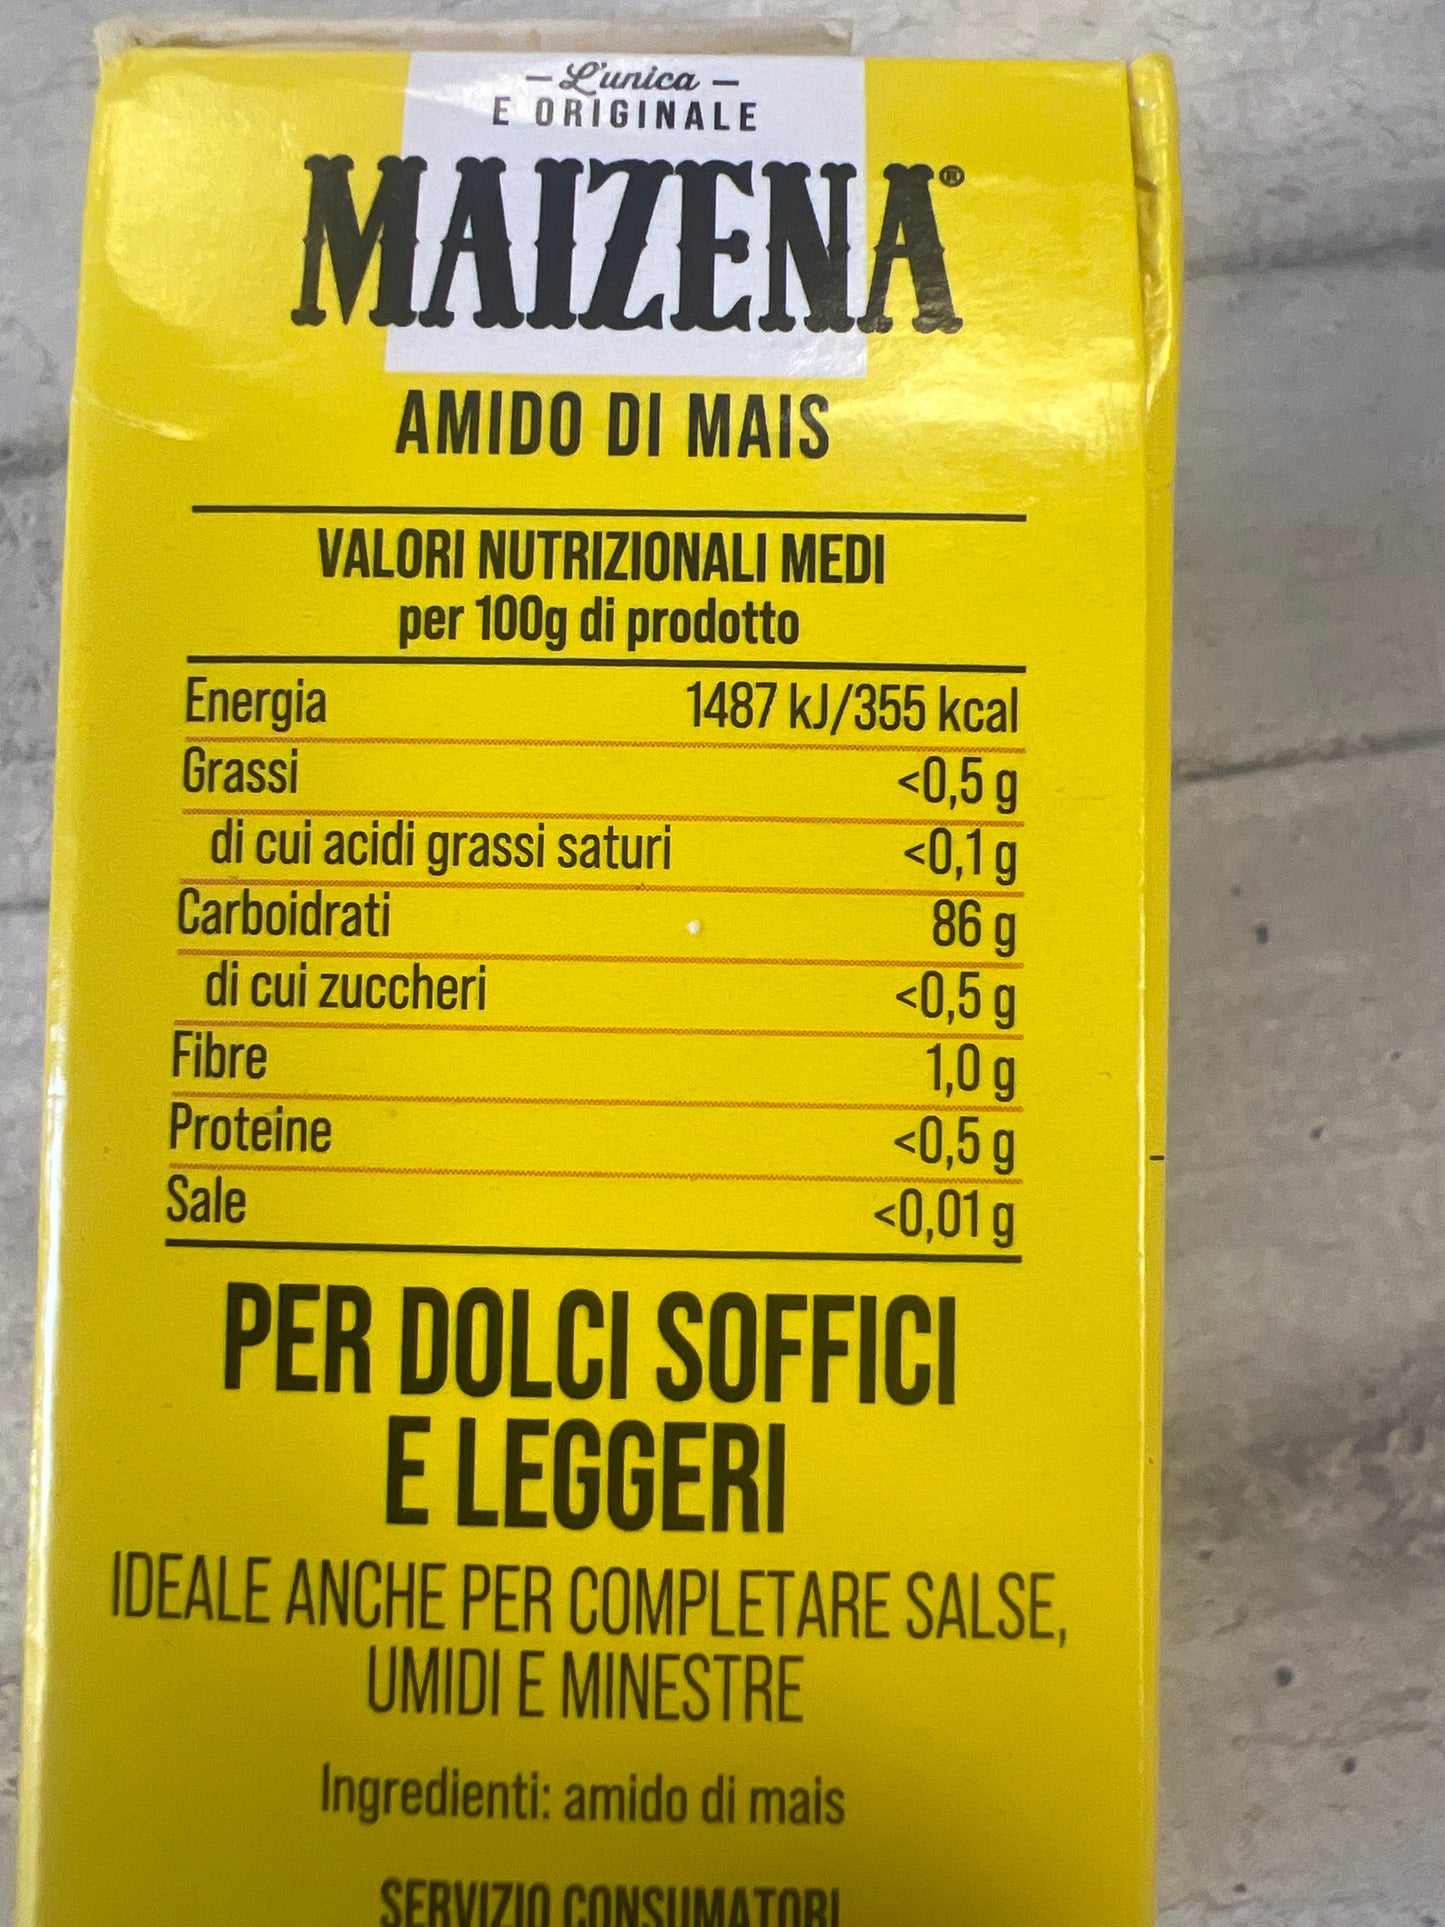 – L'unica –
E ORIGINALE
MAIZENA®
AMIDO DI MAIS
VALORI NUTRIZIONALI MEDI
per 100g di prodotto
Energia 1487 kJ/355 kcal
Grassi <0,5 g
di cui acidi grassi saturi <0,1 g
Carboidrati 86 g
di cui zuccheri <0,5 g
Fibre 1,0 g
Proteine <0,5 g
Sale <0,01 g
PER DOLCI SOFFICI
E LEGGERI
IDEALE ANCHE PER COMPLETARE SALSE,
UMIDI E MINESTRE
Ingredienti: amido di mais
SERVIZIO CONSUMATORI